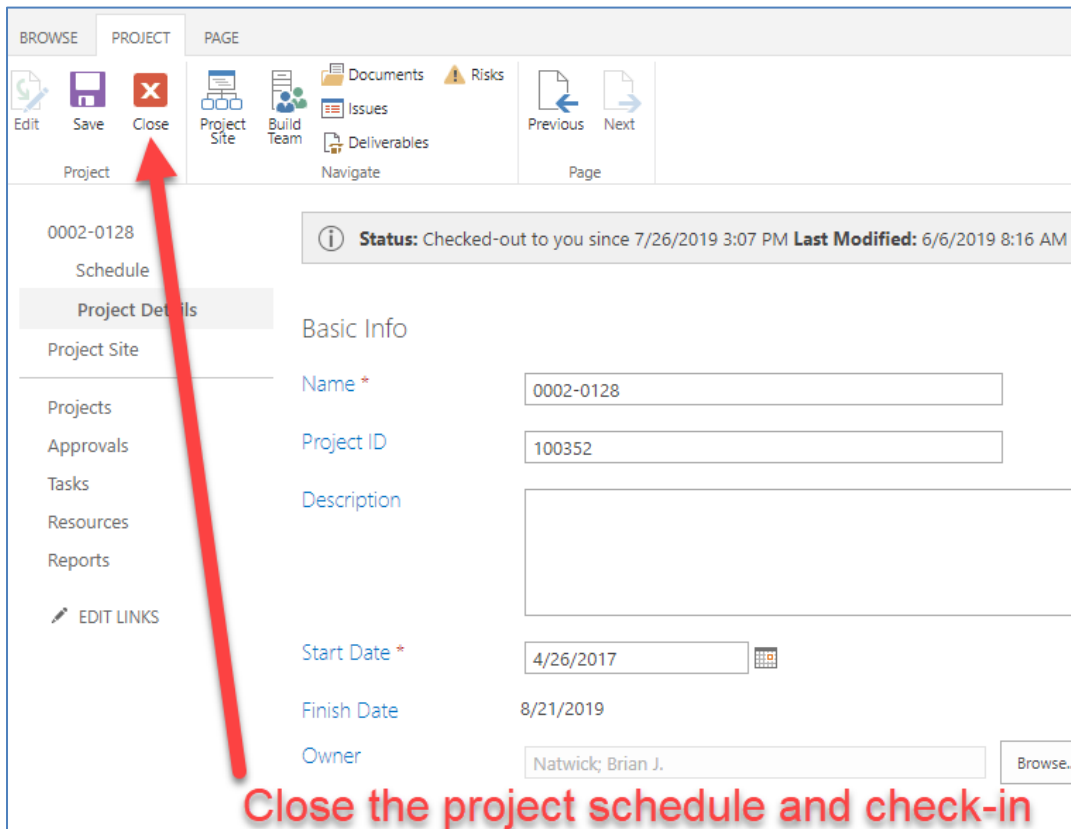 BROWSE PROJECT PAGE
Edit Save Close Project Site Build Team Documents Issues Deliverables Risks Previous Next
Project Navigate Page
0002-0128
Schedule
Project Details
Project Site
Projects
Approvals
Tasks
Resources
Reports
EDIT LINKS
Status: Checked-out to you since 7/26/2019 3:07 PM Last Modified: 6/6/2019 8:16 AM
Basic Info
Name * 0002-0128
Project ID 100352
Description
Start Date * 4/26/2017
Finish Date 8/21/2019
Owner Natwick; Brian J. Browse..
Close the project schedule and check-in